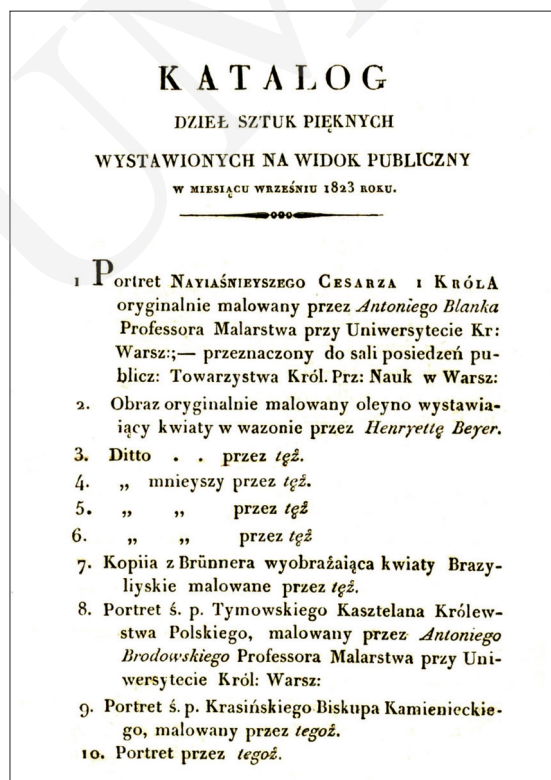 KATALOG
DZIEŁ SZTUK PIĘKNYCH
WYSTAWIONYCH NA WIDOK PUBLICZNY
W MIESIĄCU WRZEŚNIU 1823 ROKU.
1 Portret NAYIAŚNIEYSZEGO CESARZA I KRÓLA
oryginalnie malowany przez Antoniego Blanka
Professora Malarstwa przy Uniwersytecie Kr:
Warsz:;— przeznaczony do sali posiedzeń pu-
blicz: Towarzystwa Król. Prz: Nauk w Warsz:
2. Obraz oryginalnie malowany oleyno wystawia-
iący kwiaty w wazonie przez Henryettę Beyer.
3. Ditto . . przez tęż.
4. „ mnieyszy przez tęż.
5. „ „ przez tęż
6. „ „ przez tęż
7. Kopiia z Brünnera wyobraźaiąca kwiaty Brazy-
liyskie malowane przez tęż.
8. Portret ś. p. Tymowskiego Kasztelana Królew-
stwa Polskiego, malowany przez Antoniego
Brodowskiego Professora Malarstwa przy Uni-
wersytecie Król: Warsz:
9. Portret ś. p. Krasińskiego Biskupa Kamienieckie-
go, malowany przez tegoż.
10. Portret przez tegoż.